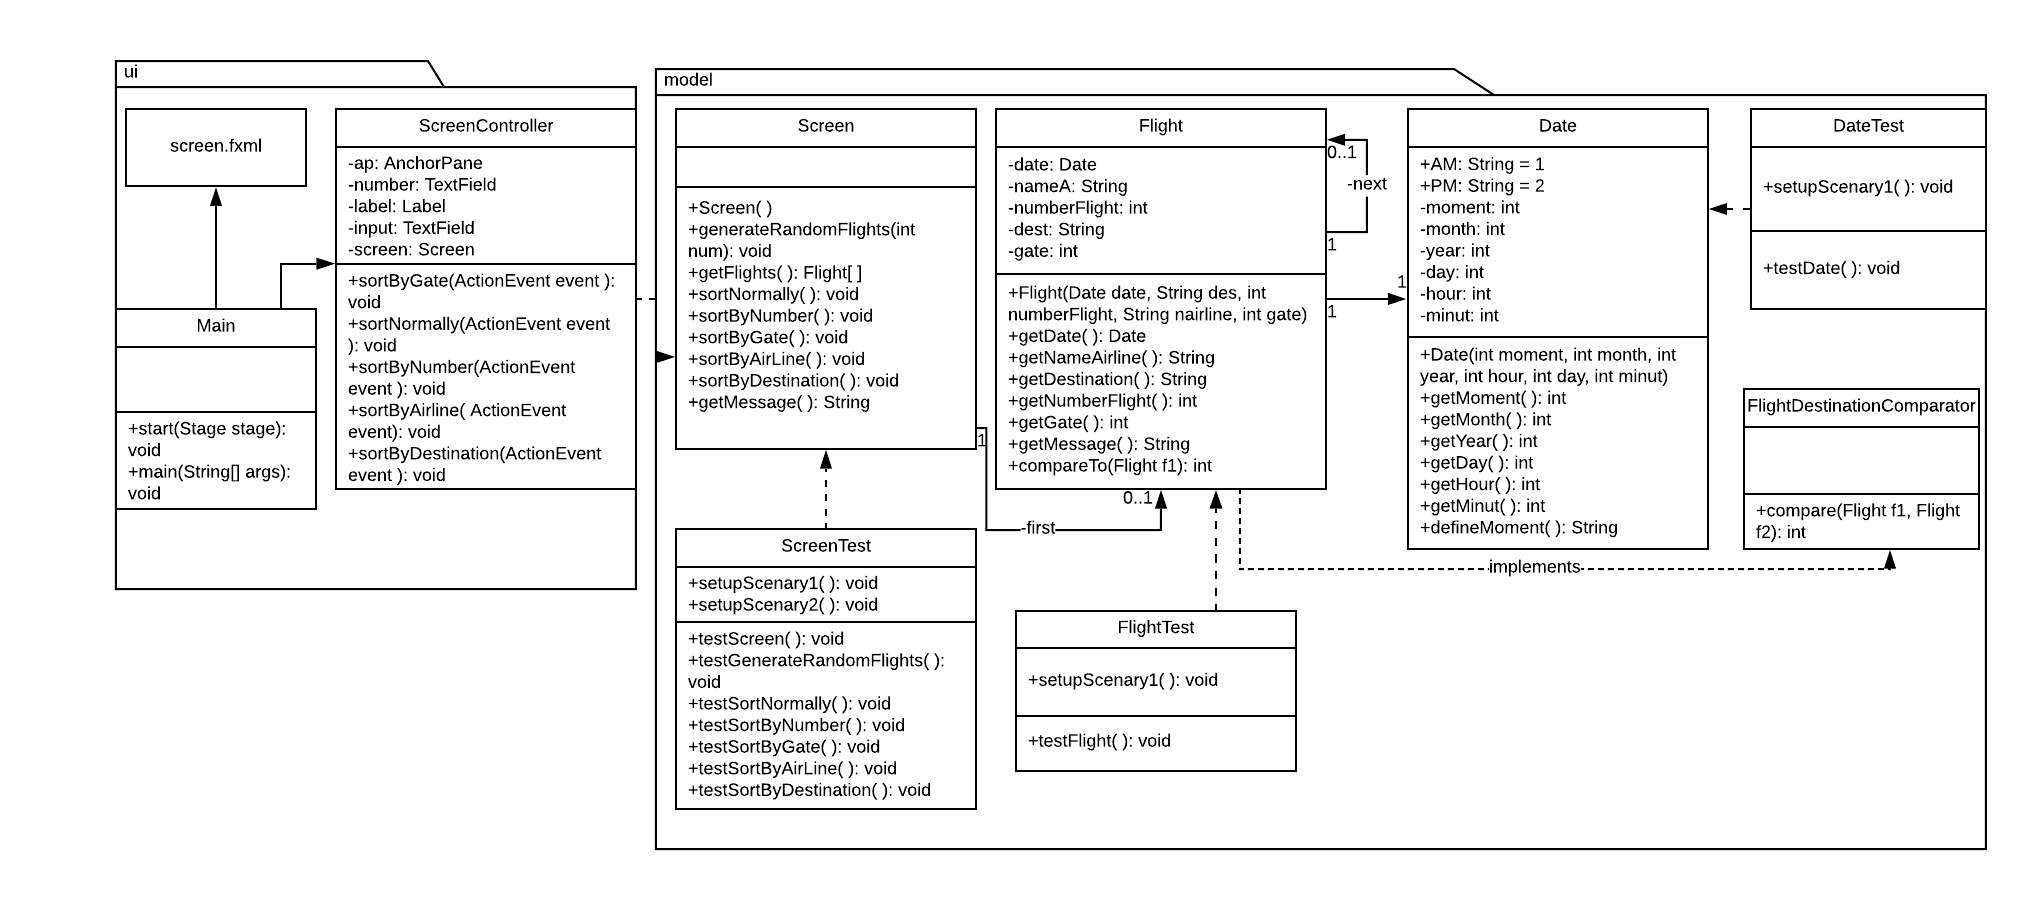 ui
screen.fxml
ScreenController
-ap: AnchorPane
-number: TextField
-label: Label
-input: TextField
-screen: Screen
+sortByGate(ActionEvent event ):
void
+sortNormally(ActionEvent event
): void
+sortByNumber(ActionEvent
event ): void
+sortByAirline( ActionEvent
event): void
+sortByDestination(ActionEvent
event ): void
Main
+start(Stage stage):
void
+main(String[] args):
void
model
Screen
+Screen( )
+generateRandomFlights(int
num): void
+getFlights( ): Flight[ ]
+sortNormally( ): void
+sortByNumber( ): void
+sortByGate( ): void
+sortByAirLine( ): void
+sortByDestination( ): void
+getMessage( ): String
1
-first
0..1
Flight
-date: Date
-nameA: String
-numberFlight: int
-dest: String
-gate: int
+Flight(Date date, String des, int
numberFlight, String nairline, int gate)
+getDate( ): Date
+getNameAirline( ): String
+getDestination( ): String
+getNumberFlight( ): int
+getGate( ): int
+getMessage( ): String
+compareTo(Flight f1): int
0..1
-next
1
1
1
Date
+AM: String = 1
+PM: String = 2
-moment: int
-month: int
-year: int
-day: int
-hour: int
-minut: int
+Date(int moment, int month, int
year, int hour, int day, int minut)
+getMoment( ): int
+getMonth( ): int
+getYear( ): int
+getDay( ): int
+getHour( ): int
+getMinut( ): int
+defineMoment( ): String
DateTest
+setupScenary1( ): void
+testDate( ): void
FlightDestinationComparator
+compare(Flight f1, Flight
f2): int
implements
ScreenTest
+setupScenary1( ): void
+setupScenary2( ): void
+testScreen( ): void
+testGenerateRandomFlights( ):
void
+testSortNormally( ): void
+testSortByNumber( ): void
+testSortByGate( ): void
+testSortByAirLine( ): void
+testSortByDestination( ): void
FlightTest
+setupScenary1( ): void
+testFlight( ): void